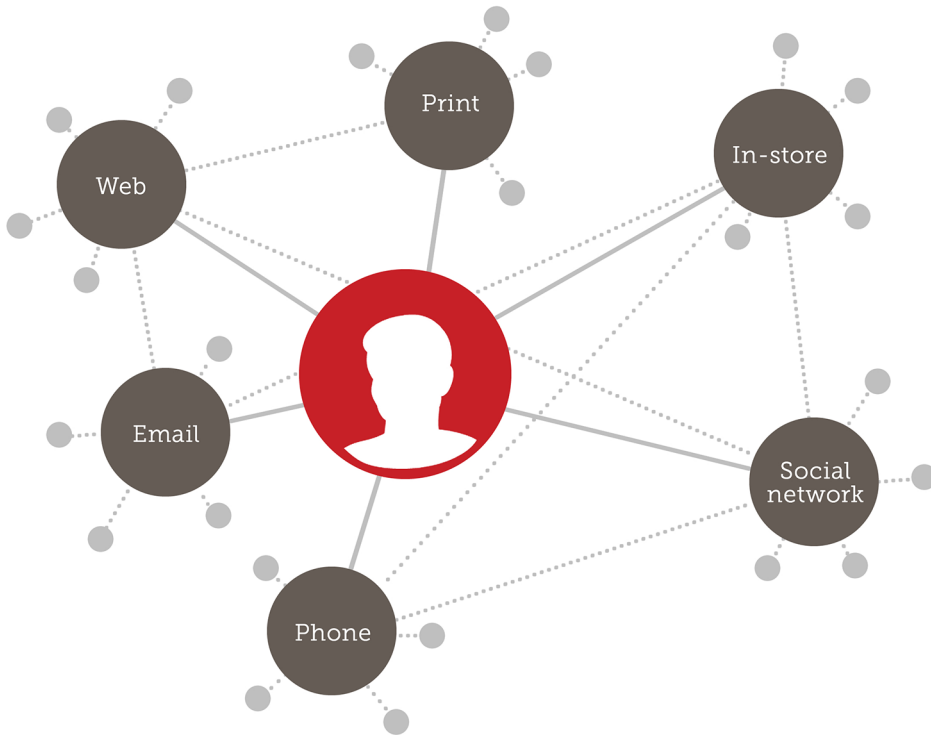 Print
In-store
Web
Email
Social
network
Phone